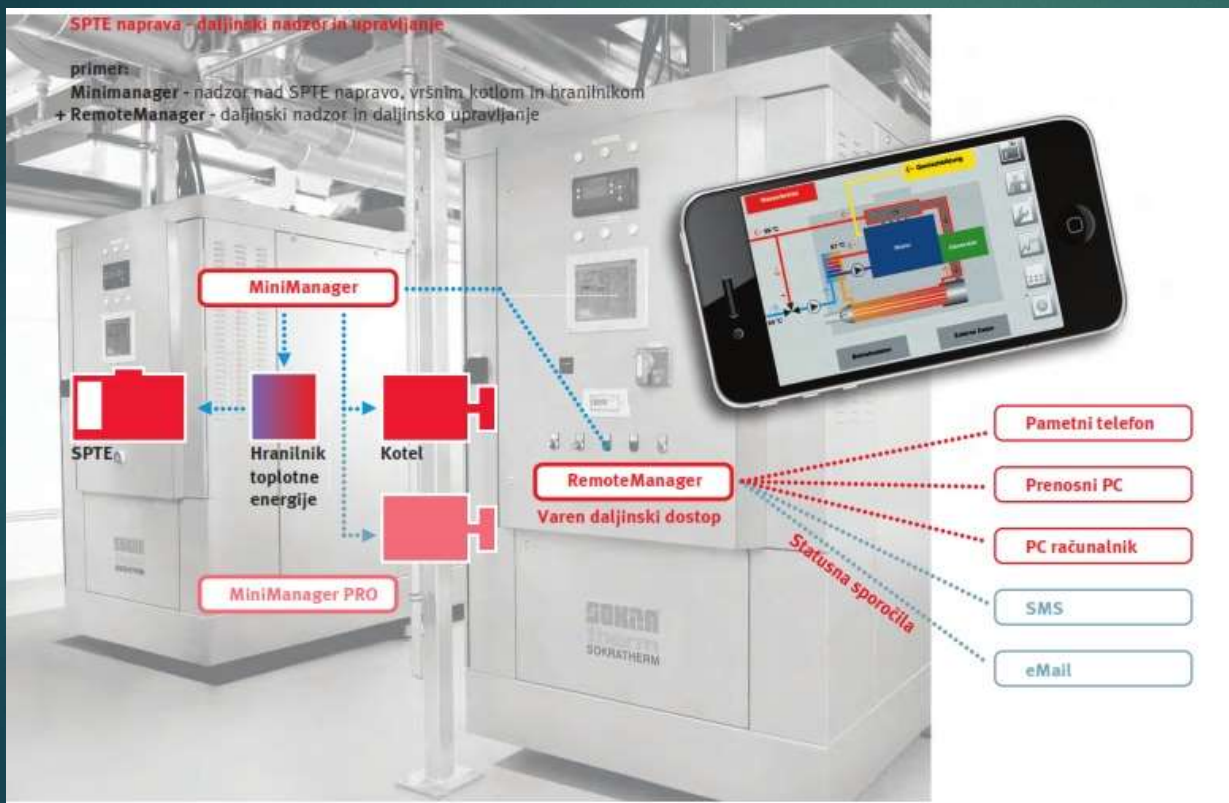 SPTE naprava - daljinski nadzor in upravljanje
primer:
Minimanager - nadzor nad SPTE napravo, vršnim kotlom in hranilnikom
+ RemoteManager - daljinski nadzor in daljinsko upravljanje
MiniManager
SPTE
Hranilnik
toplotne
energije
Kotel
MiniManager PRO
RemoteManager
Varen daljinski dostop
Statusna sporočila
Pametni telefon
Prenosni PC
PC računalnik
SMS
eMail
SOKRA
therm
SOKRATHERM